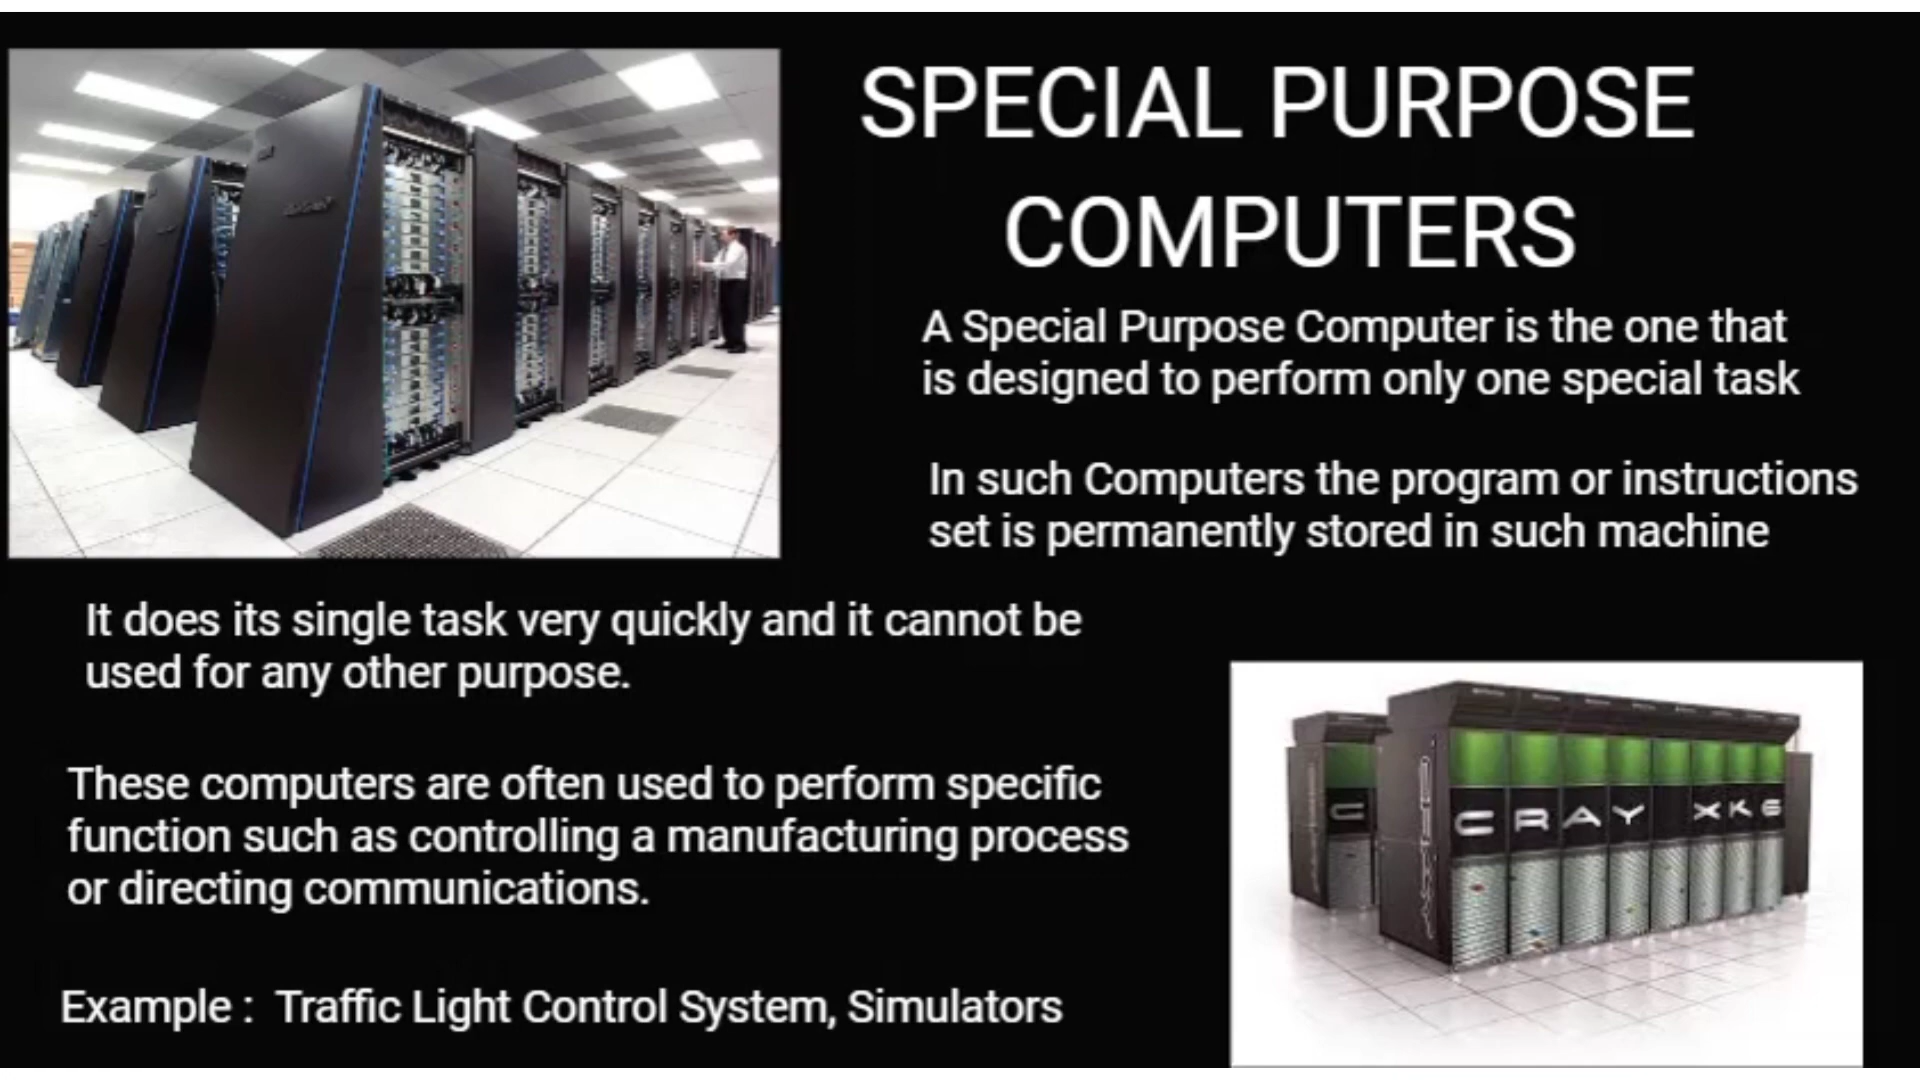 SPECIAL PURPOSE
COMPUTERS
A Special Purpose Computer is the one that
is designed to perform only one special task
In such Computers the program or instructions
set is permanently stored in such machine
It does its single task very quickly and it cannot be
used for any other purpose.
These computers are often used to perform specific
function such as controlling a manufacturing process
or directing communications.
Example : Traffic Light Control System, Simulators
C
CRAY XK6